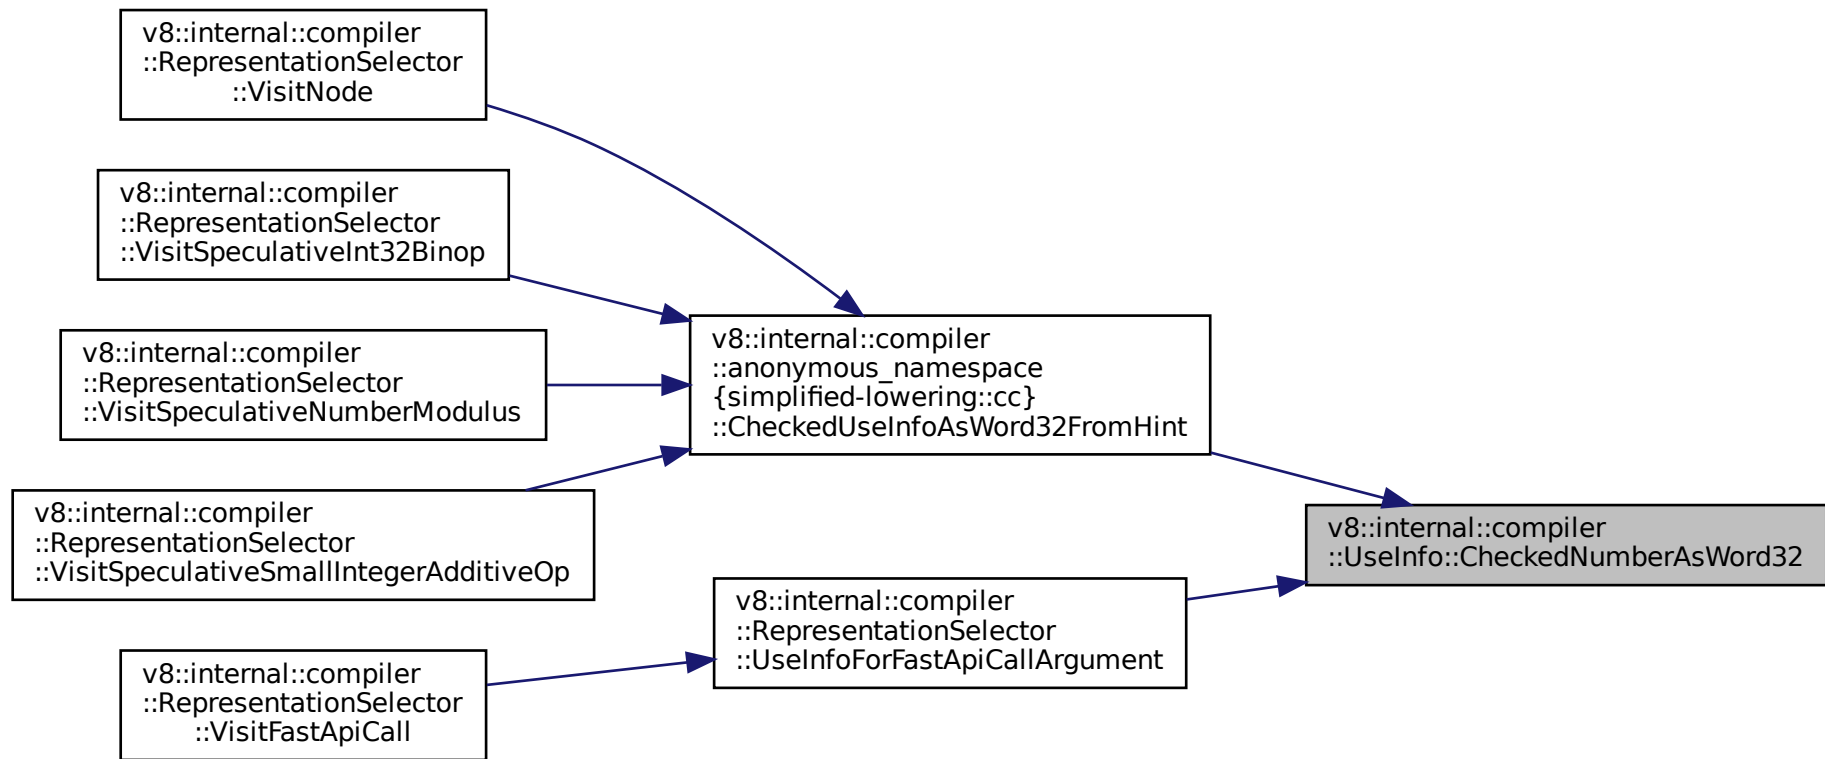 v8::internal::compiler
::RepresentationSelector
::VisitNode
v8::internal::compiler
::RepresentationSelector
::VisitSpeculativeInt32Binop
v8::internal::compiler
::RepresentationSelector
::VisitSpeculativeNumberModulus
v8::internal::compiler
::RepresentationSelector
::VisitSpeculativeSmallIntegerAdditiveOp
v8::internal::compiler
::RepresentationSelector
::VisitFastApiCall
v8::internal::compiler
::anonymous_namespace
{simplified-lowering::cc}
::CheckedUseInfoAsWord32FromHint
v8::internal::compiler
::RepresentationSelector
::UseInfoForFastApiCallArgument
v8::internal::compiler
::UseInfo::CheckedNumberAsWord32